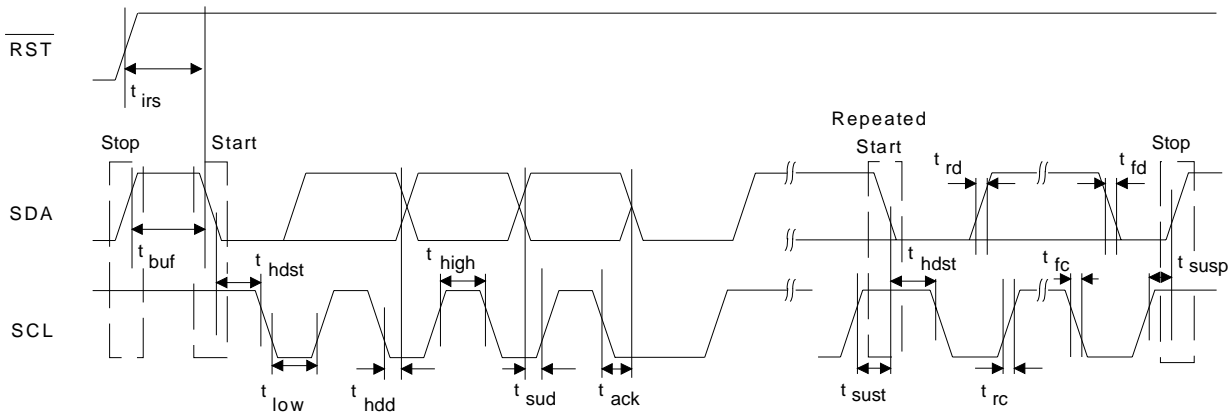 RST
t irs
Repeated
Stop
Start
Start
Stop
t rd
t fd
SDA
t buf
t hdst
t high
t hdst
t fc
t susp
SCL
t low
t hdd
t sud
t ack
t sust
t rc